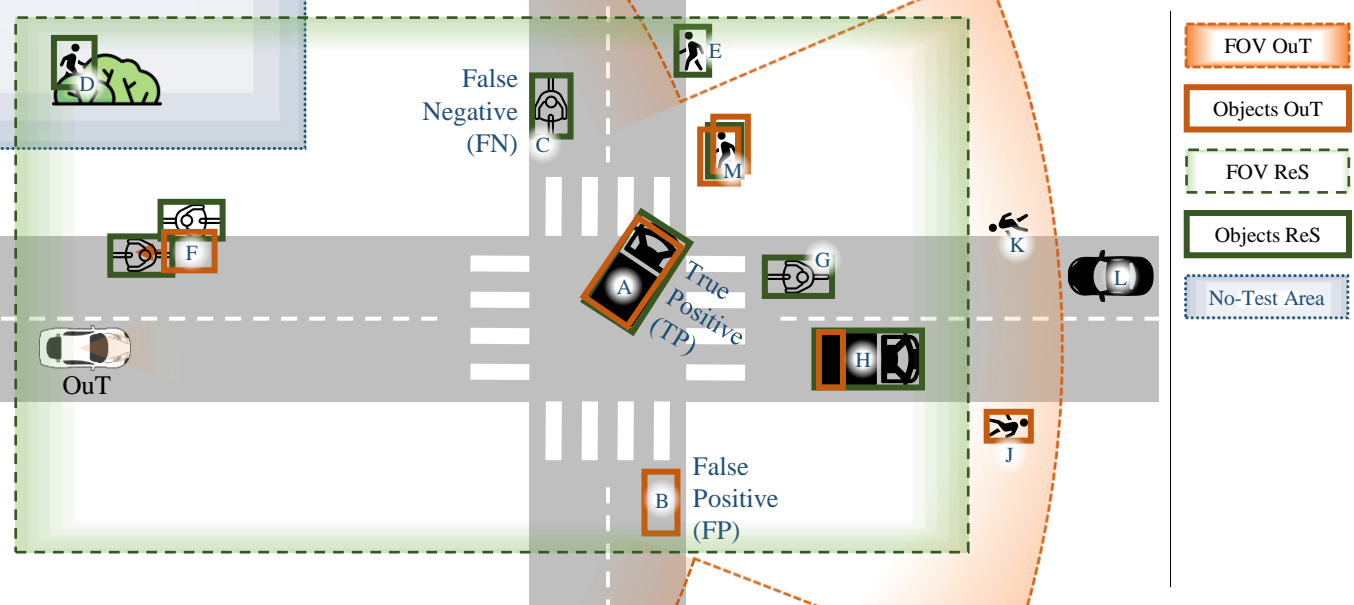 D
False
Negative
(FN)
C
E
M
F
G
A
True
Positive
(TP)
K
L
OuT
H
J
B
False
Positive
(FP)
FOV OuT
Objects OuT
FOV ReS
Objects ReS
No-Test Area